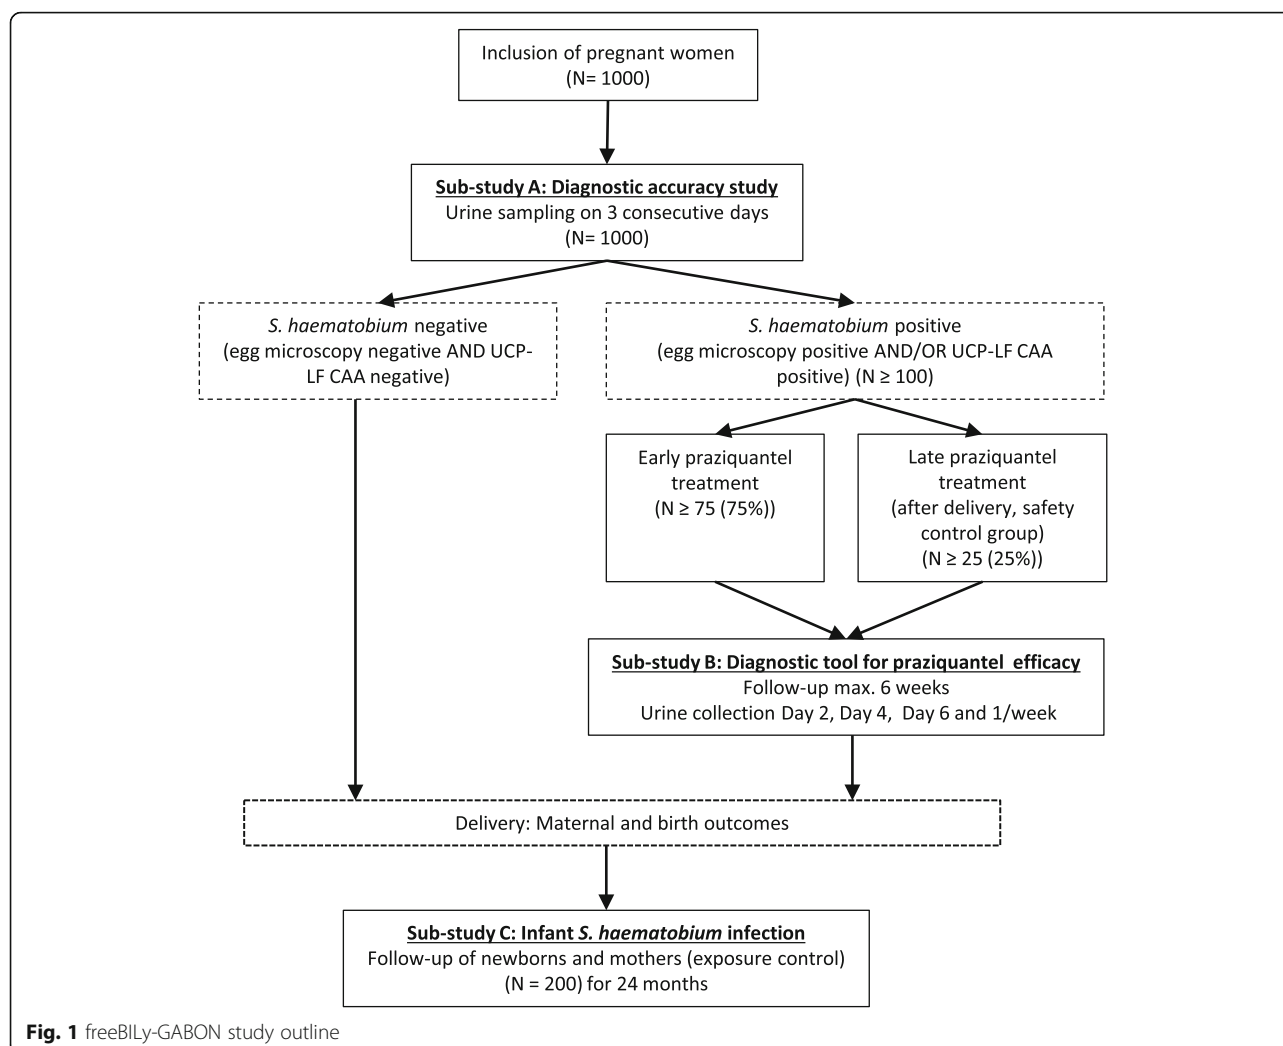 Inclusion of pregnant women
(N= 1000)
Sub-study A: Diagnostic accuracy study
Urine sampling on 3 consecutive days
(N= 1000)
S. haematobium negative
(egg microscopy negative AND UCP-
LF CAA negative)
S. haematobium positive
(egg microscopy positive AND/OR UCP-LF CAA
positive) (N ≥ 100)
Early praziquantel
treatment
(N ≥ 75 (75%))
Late praziquantel
treatment
(after delivery, safety
control group)
(N ≥ 25 (25%))
Sub-study B: Diagnostic tool for praziquantel efficacy
Follow-up max. 6 weeks
Urine collection Day 2, Day 4, Day 6 and 1/week
Delivery: Maternal and birth outcomes
Sub-study C: Infant S. haematobium infection
Follow-up of newborns and mothers (exposure control)
(N = 200) for 24 months
Fig. 1 freeBILy-GABON study outline